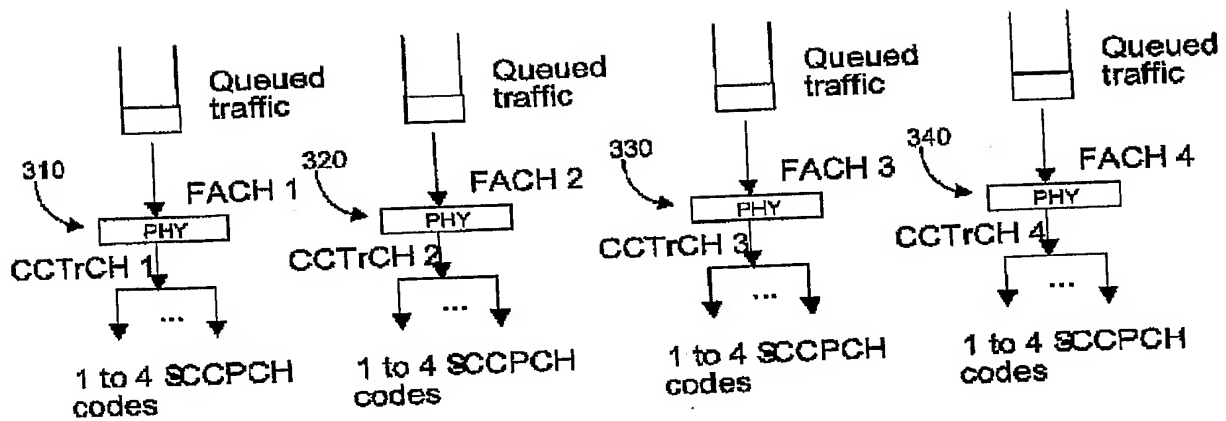 Queued
traffic
310
FACH 1
PHY
CCTrCH 1
...
1 to 4 SCCPCH
codes
Queued
traffic
320
FACH 2
PHY
CCTrCH 2
...
1 to 4 SCCPCH
codes
Queued
traffic
330
FACH 3
PHY
CCTrCH 3
...
1 to 4 SCCPCH
codes
Queued
traffic
340
FACH 4
PHY
CCTrCH 4
...
1 to 4 SCCPCH
codes